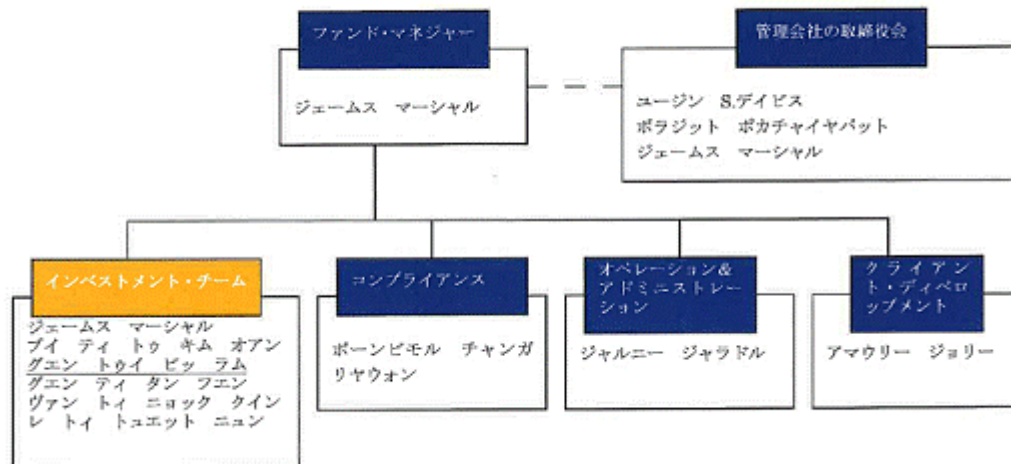 ファンド・マネジャー
ジェームス マーシャル
管理会社の取締役会
ユージン S.デイビス
ボラジット ボカチャイヤパット
ジェームス マーシャル
インベストメント・チーム
ジェームス マーシャル
ブイ ティ トゥ キム オアン
グエン トゥイ ビッ ラム
グエン ティ タン フエン
ヴァン トィ ニョック クイン
レ トィ トュエット ニュン
コンプライアンス
ポーンピモル チャンガ
リヤウォン
オペレーション&
アドミニストレー
ション
ジャルニー ジャラドル
クライアン
ト・ディベロ
ップメント
アマウリー ジョリー